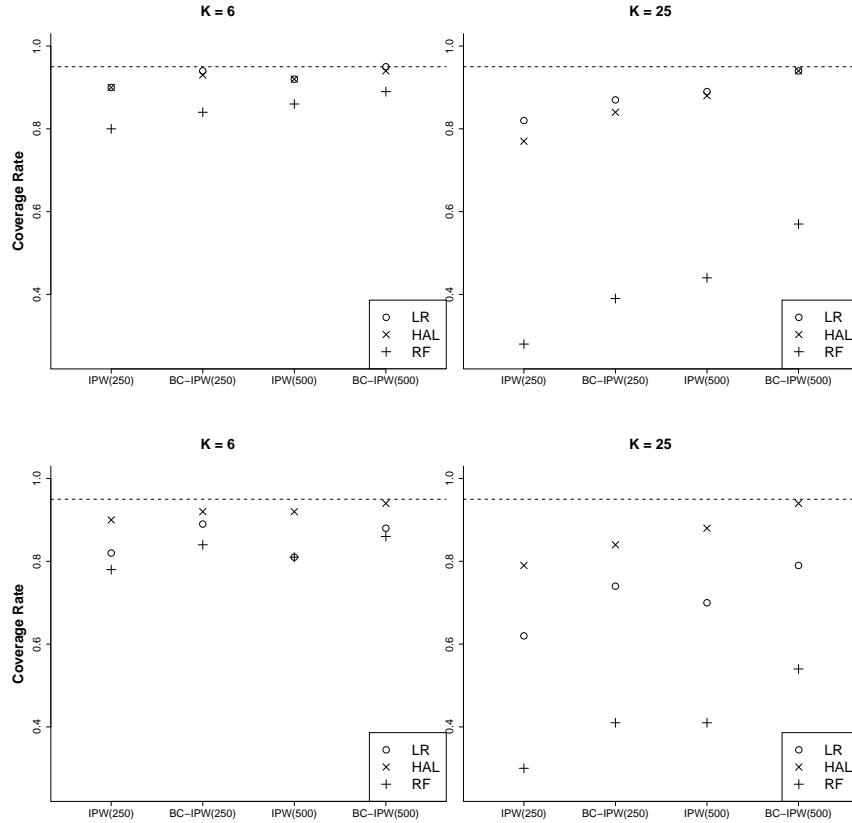 K = 6
Coverage Rate
1.0
0.8
0.6
0.4
LR
HAL
RF
IPW(250)
BC−IPW(250)
IPW(500)
BC−IPW(500)
K = 25
1.0
0.8
0.6
0.4
LR
HAL
RF
IPW(250)
BC−IPW(250)
IPW(500)
BC−IPW(500)
K = 6
Coverage Rate
1.0
0.8
0.6
0.4
LR
HAL
RF
IPW(250)
BC−IPW(250)
IPW(500)
BC−IPW(500)
K = 25
1.0
0.8
0.6
0.4
LR
HAL
RF
IPW(250)
BC−IPW(250)
IPW(500)
BC−IPW(500)